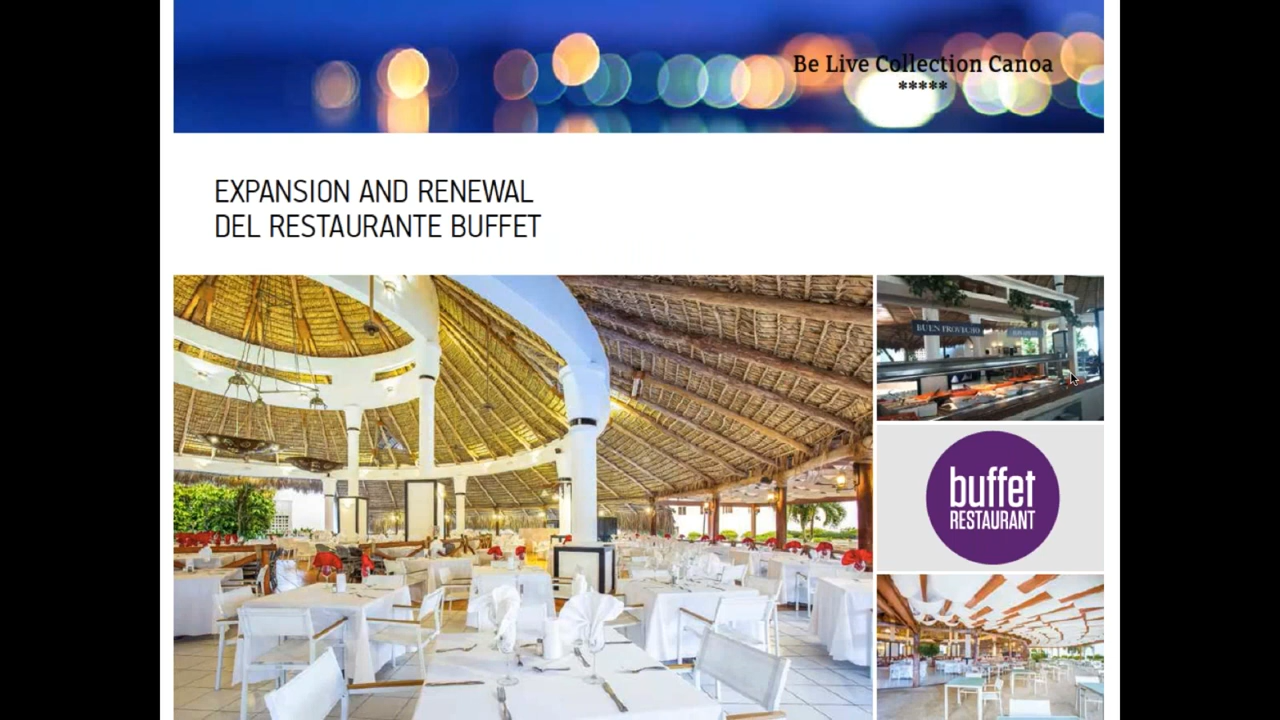 Be Live Collection Canoa
*****
EXPANSION AND RENEWAL
DEL RESTAURANTE BUFFET
BUEN PROVECHO
buffet
RESTAURANT